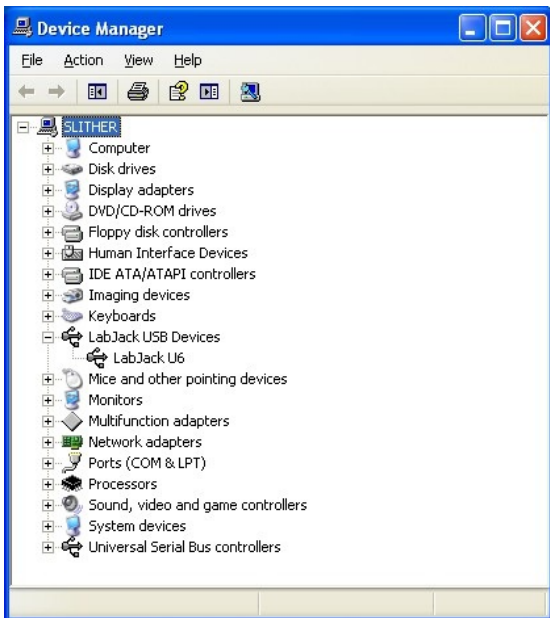 Device Manager
File Action View Help
SLITHER
Computer
Disk drives
Display adapters
DVD/CD-ROM drives
Floppy disk controllers
Human Interface Devices
IDE ATA/ATAPI controllers
Imaging devices
Keyboards
LabJack USB Devices
LabJack U6
Mice and other pointing devices
Monitors
Multifunction adapters
Network adapters
Ports (COM & LPT)
Processors
Sound, video and game controllers
System devices
Universal Serial Bus controllers